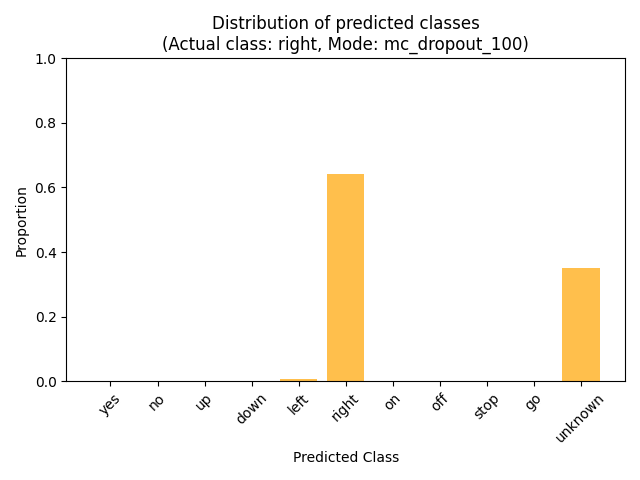 Distribution of predicted classes
(Actual class: right, Mode: mc_dropout_100)
1.0
0.8
0.6
0.4
0.2
0.0
Proportion
yes
no
up
down
left
right
on
off
stop
go
unknown
Predicted Class